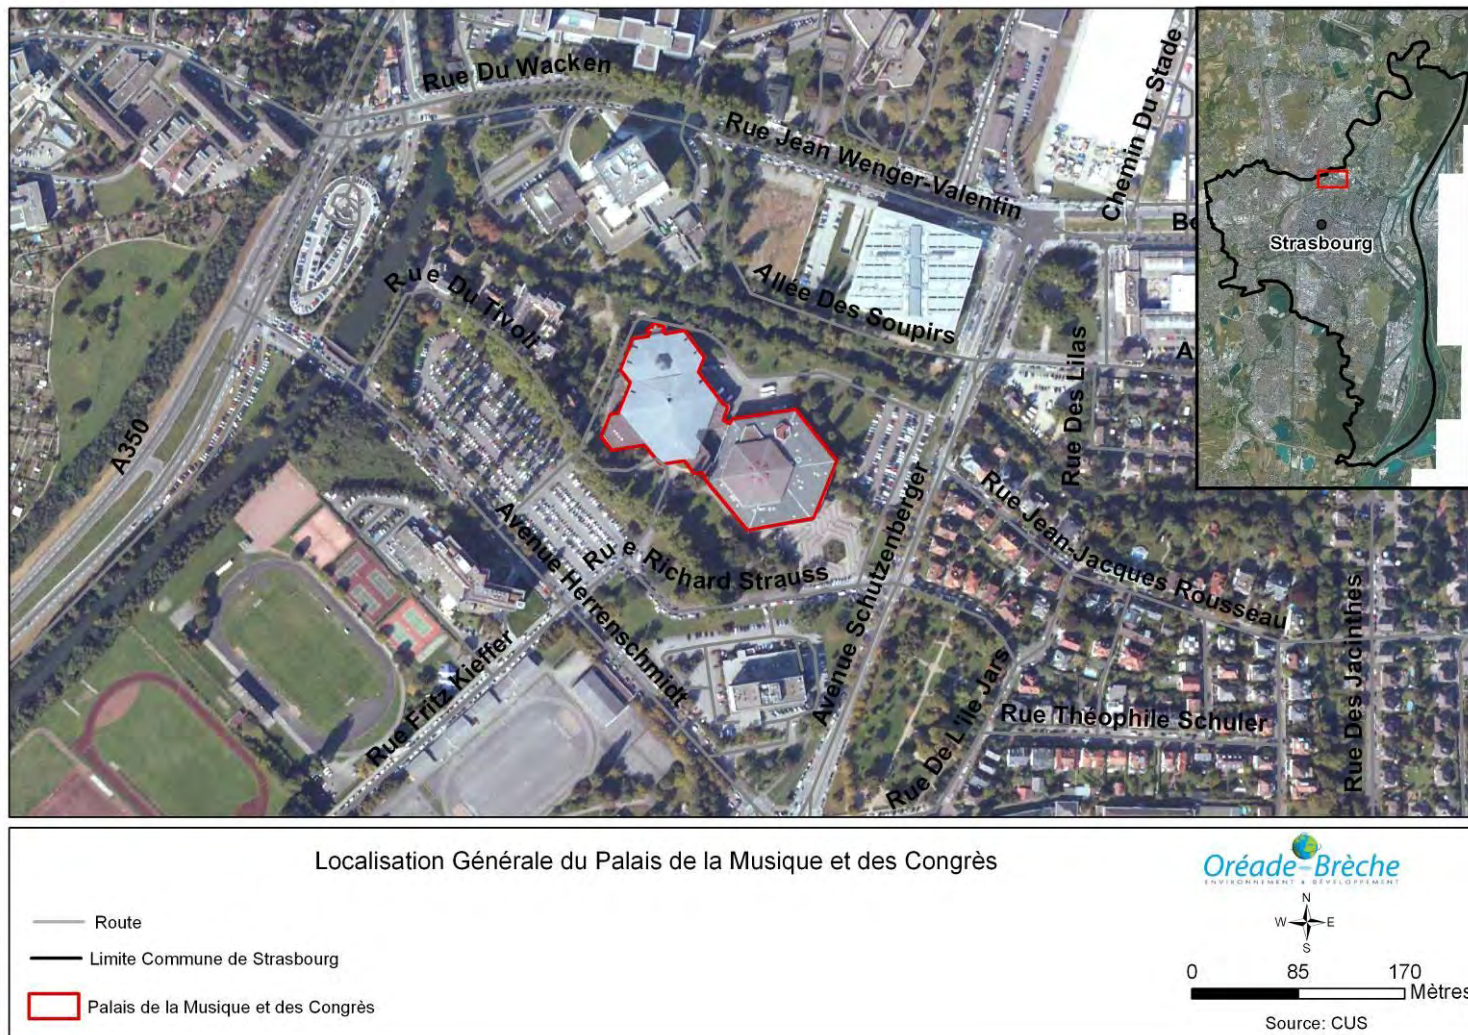 Rue Du Wacken
Rue Jean Wenger-Valentin
Chemin Du Stade
Be
Strasbourg
Rue Du Tivoli
Allée Des Soupirs
A
Rue Des Lilas
A350
Avenue Herrenschmidt
Rue Richard Strauss
Avenue Schutzenberger
Rue Jean-Jacques Rousseau
Rue Fritz Kieffer
Rue De L'ile Jars
Rue Théophile Schuler
Rue Des Jacinthes
Localisation Générale du Palais de la Musique et des Congrès
Oréade-Brèche
ENVIRONNEMENT & DÉVELOPPEMENT
N
W E
S
Route
Limite Commune de Strasbourg
Palais de la Musique et des Congrès
0 85 170
Mètres
Source: CUS